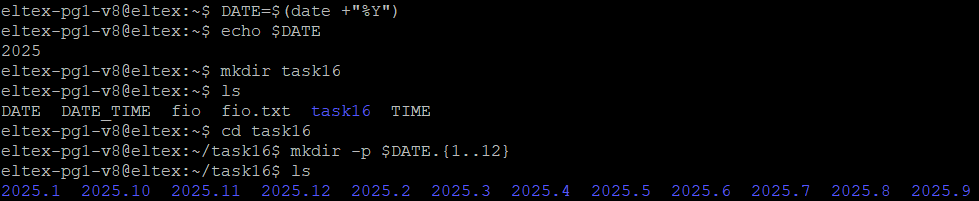 eltex-pg1-v8@eltex:~$ DATE=$(date +"%Y")
eltex-pg1-v8@eltex:~$ echo $DATE
2025
eltex-pg1-v8@eltex:~$ mkdir task16
eltex-pg1-v8@eltex:~$ ls
DATE  DATE_TIME  fio  fio.txt  task16  TIME
eltex-pg1-v8@eltex:~$ cd task16
eltex-pg1-v8@eltex:~/task16$ mkdir -p $DATE.{1..12}
eltex-pg1-v8@eltex:~/task16$ ls
2025.1  2025.10  2025.11  2025.12  2025.2  2025.3  2025.4  2025.5  2025.6  2025.7  2025.8  2025.9